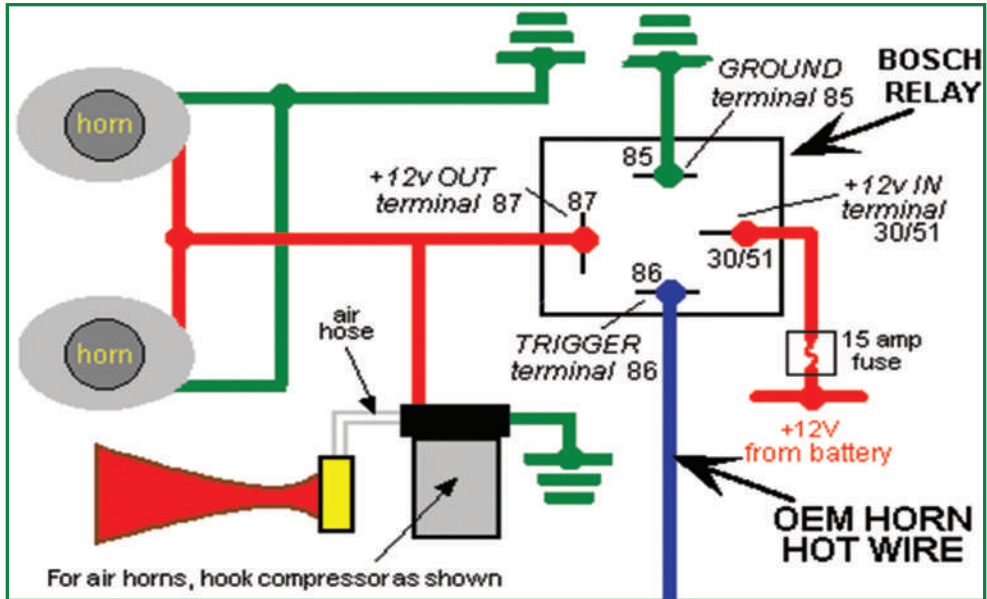 BOSCH
RELAY
GROUND
terminal 85
horn
85
+12v OUT
terminal 87
87
+12v IN
terminal
30/51
30/51
86
air
hose
TRIGGER
terminal 86
15 amp
fuse
horn
+12V
from battery
OEM HORN
HOT WIRE
For air horns, hook compressor as shown